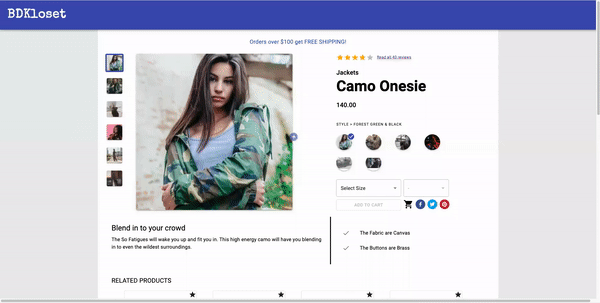 BDKloset
Orders over $100 get FREE SHIPPING!
Read all 40 reviews
Jackets
Camo Onesie
140.00
STYLE > FOREST GREEN & BLACK
Select Size
-
ADD TO CART
Blend in to your crowd
The So Fatigues will wake you up and fit you in. This high energy camo will have you blending
in to even the wildest surroundings.
The Fabric are Canvas
The Buttons are Brass
RELATED PRODUCTS